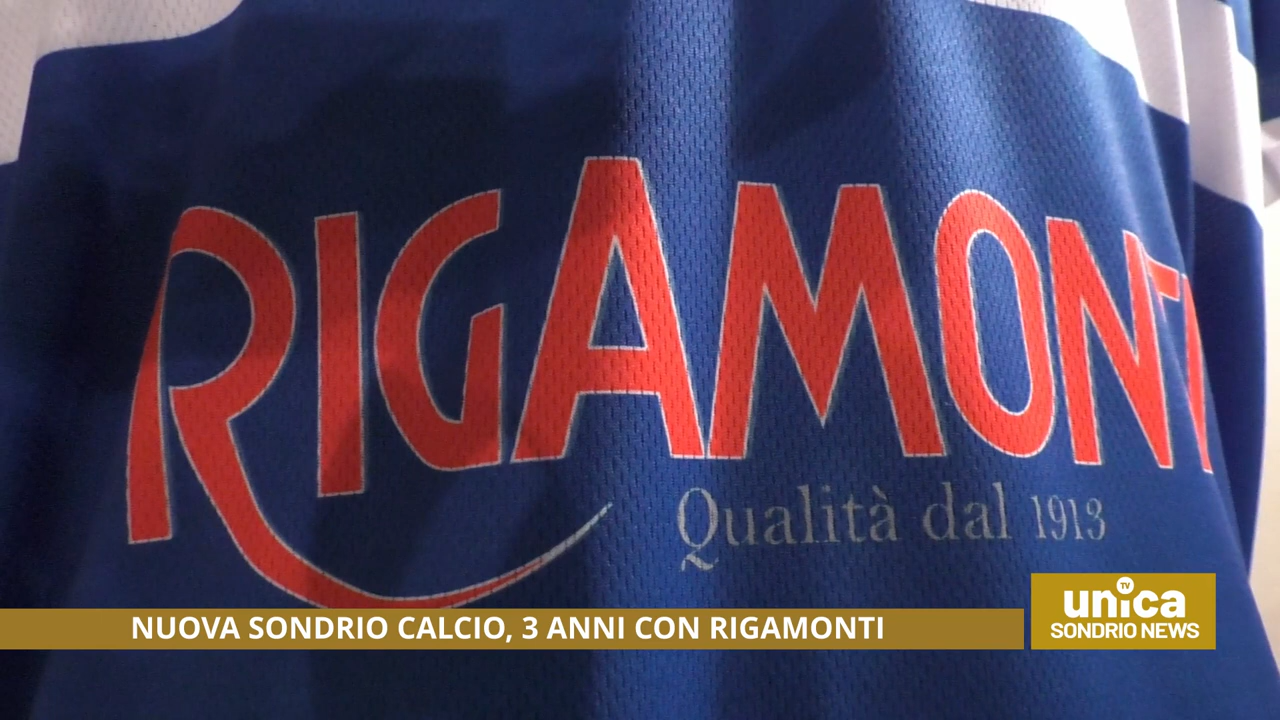 RIGAMONTI
Qualità dal 1913
NUOVA SONDRIO CALCIO, 3 ANNI CON RIGAMONTI
unica TV
SONDRIO NEWS